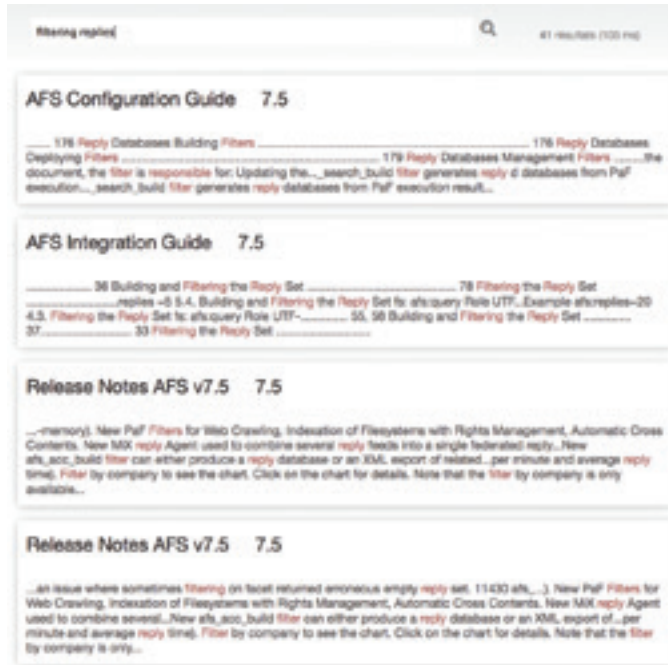 filtering replies
41 results (105 ms)
AFS Configuration Guide 7.5
..... 176 Reply Databases Building Filters ............................................................ 176 Reply Databases
Deploying Filters ............................................................ 179 Reply Databases Management Filters .........the
document, the filter is responsible for: Updating the..._search_build filter generates reply d databases from PaF
execution..._search_build filter generates reply databases from PaF execution result...
AFS Integration Guide 7.5
.................... 36 Building and Filtering the Reply Set ................................ 78 Filtering the Reply Set
....................replies –5 5.4. Building and Filtering the Reply Set fs: afs:query Role UTF...Example afs:replies=20
4.3. Filtering the Reply Set fs: afs:query Role UTF-............ 55, 56 Building and Filtering the Reply Set ............
37.................... 33 Filtering the Reply Set ....................
Release Notes AFS v7.5 7.5
...-memory). New PaF Filters for Web Crawling, Indexation of Filesystems with Rights Management, Automatic Cross
Contents. New MIX reply Agent used to combine several reply feeds into a single federated reply...New
afs_acc_build filter can either produce a reply database or an XML export of related...per minute and average reply
time). Filter by company to see the chart. Click on the chart for details. Note that the filter by company is only
available...
Release Notes AFS v7.5 7.5
...an issue where sometimes filtering on facet returned erroneous empty reply set. 11430 afs_...). New PaF Filters for
Web Crawling, Indexation of Filesystems with Rights Management, Automatic Cross Contents. New MIX reply Agent
used to combine several...New afs_acc_build filter can either produce a reply database or an XML export of...per
minute and average reply time). Filter by company to see the chart. Click on the chart for details. Note that the filter
by company is only...